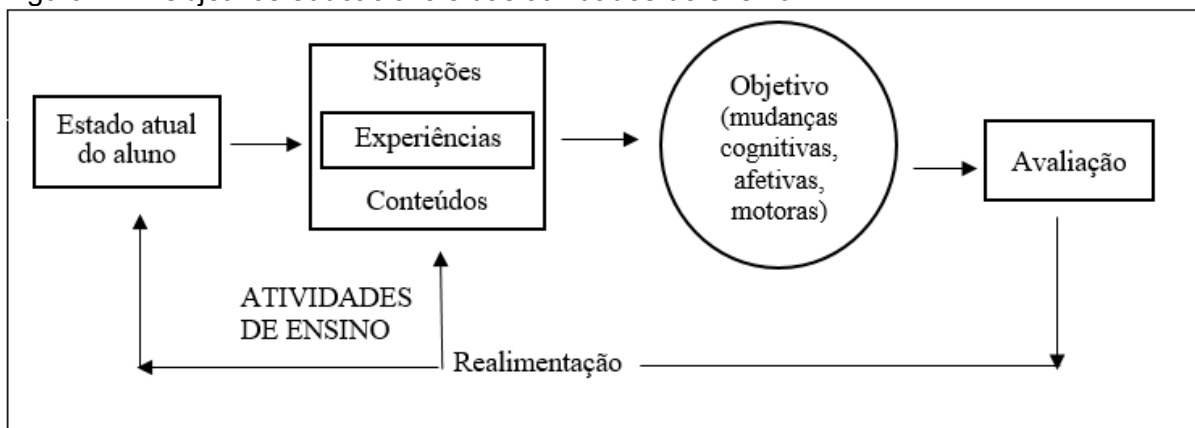 Situações
Estado atual
do aluno
Experiências
Conteúdos
Objetivo
(mudanças
cognitivas,
afetivas,
motoras)
Avaliação
ATIVIDADES
DE ENSINO
Realimentação